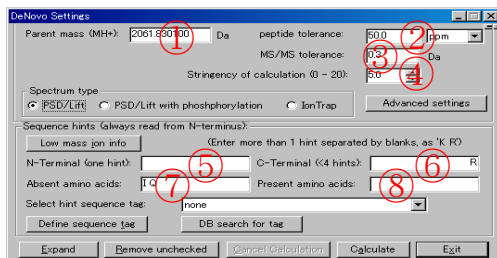 DeNovo Settings
Parent mass (MH+): 2061.830100 Da peptide tolerance: 50.0 ppm
① ②
MS/MS tolerance: 0.3 Da
③
Stringency of calculation (0 - 20): 5.0
④
Spectrum type
PSD/Lift PSD/Lift with phoshphorylation IonTrap Advanced settings
Sequence hints (always read from N-terminus):
Low mass ion info (Enter more than 1 hint separated by blanks, as 'K R')
N-Terminal (one hint): C-Terminal (<4 hints): R
⑤ ⑥
Absent amino acids: I Q Present amino acids:
⑦ ⑧
Select hint sequence tag: none
Define sequence tag DB search for tag
Expand Remove unchecked Cancel Calculation Calculate Exit